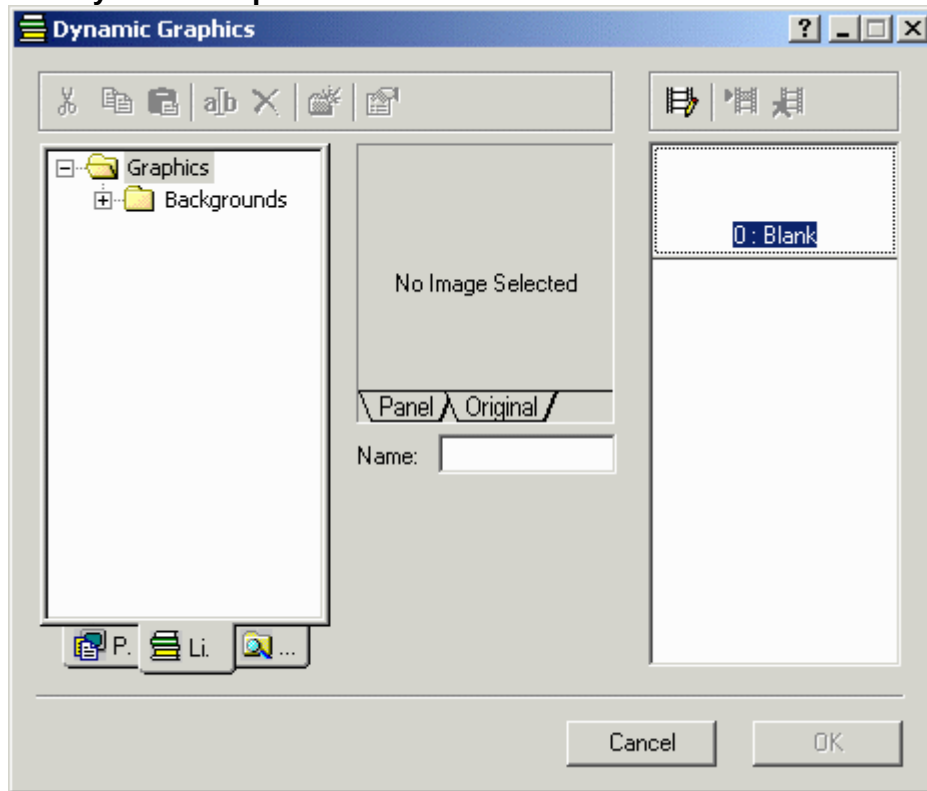 Dynamic Graphics
a]b
Graphics
Backgrounds
No Image Selected
Panel Original
Name:
0 : Blank
P. Li. ...
Cancel OK